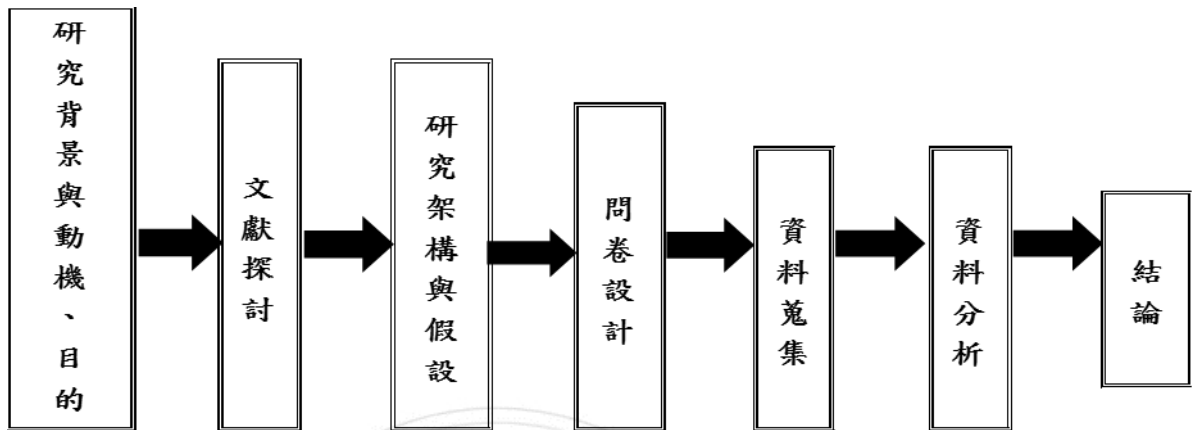 研究背景與動機、目的
文獻探討
研究架構與假設
問卷設計
資料蒐集
資料分析
結論